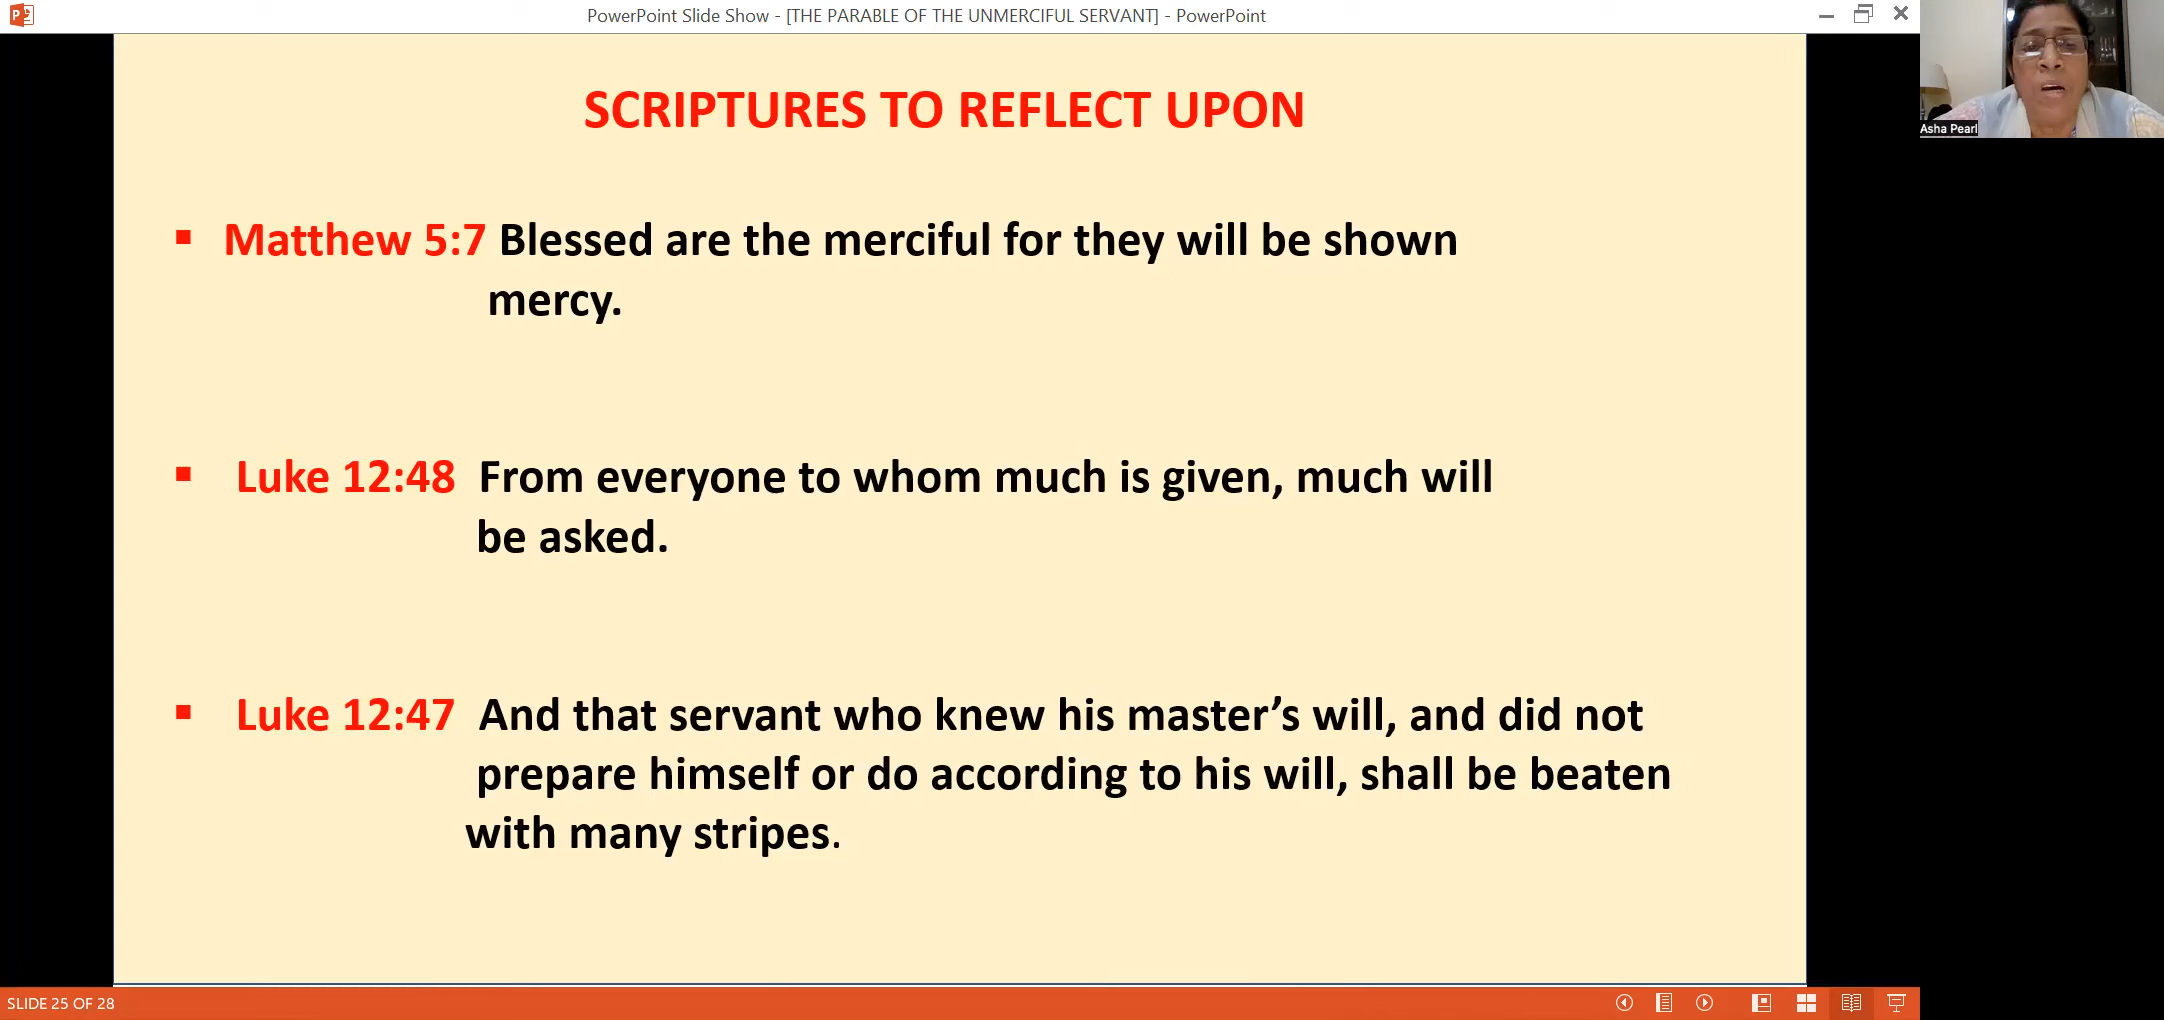 PowerPoint Slide Show - [THE PARABLE OF THE UNMERCIFUL SERVANT] - PowerPoint
Asha Pearl
SCRIPTURES TO REFLECT UPON
▪ Matthew 5:7 Blessed are the merciful for they will be shown
mercy.
▪ Luke 12:48 From everyone to whom much is given, much will
be asked.
▪ Luke 12:47 And that servant who knew his master’s will, and did not
prepare himself or do according to his will, shall be beaten
with many stripes.
SLIDE 25 OF 28